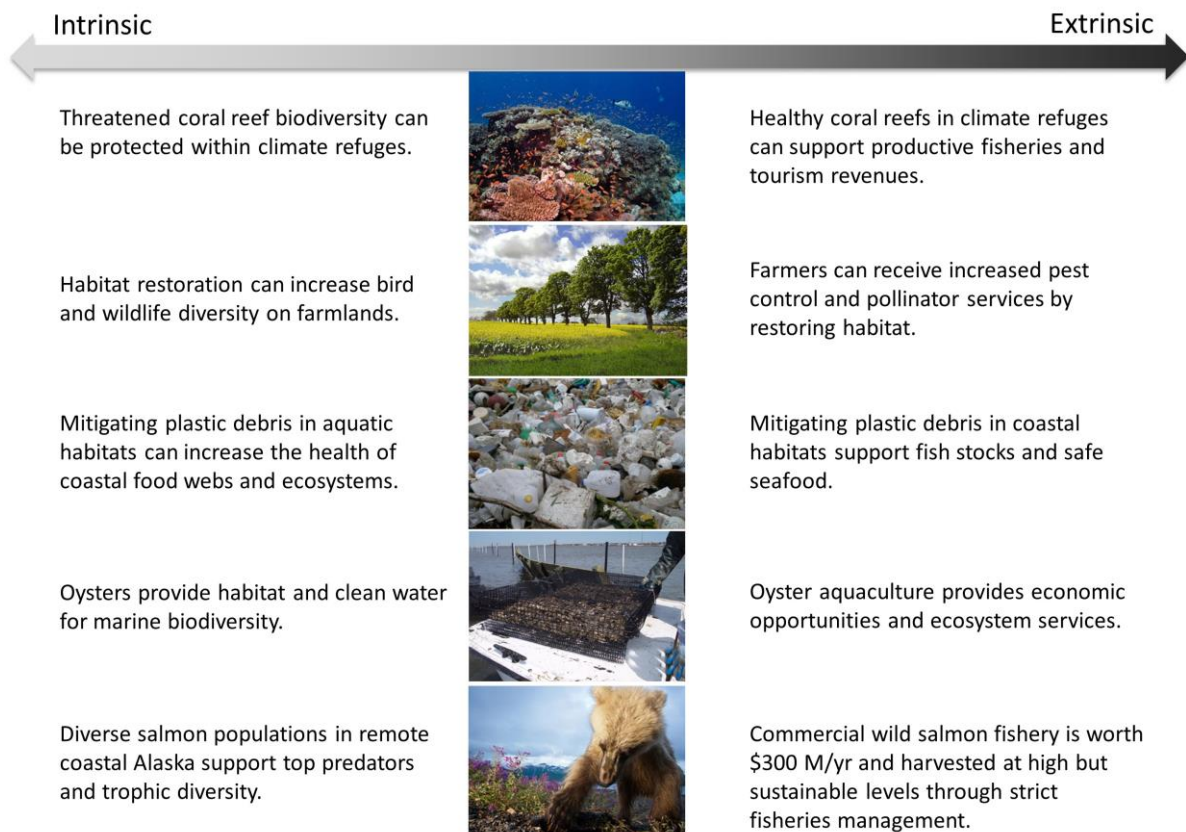 Intrinsic
Extrinsic
Threatened coral reef biodiversity can
be protected within climate refuges.
Healthy coral reefs in climate refuges
can support productive fisheries and
tourism revenues.
Habitat restoration can increase bird
and wildlife diversity on farmlands.
Farmers can receive increased pest
control and pollinator services by
restoring habitat.
Mitigating plastic debris in aquatic
habitats can increase the health of
coastal food webs and ecosystems.
Mitigating plastic debris in coastal
habitats support fish stocks and safe
seafood.
Oysters provide habitat and clean water
for marine biodiversity.
Oyster aquaculture provides economic
opportunities and ecosystem services.
Diverse salmon populations in remote
coastal Alaska support top predators
and trophic diversity.
Commercial wild salmon fishery is worth
$300 M/yr and harvested at high but
sustainable levels through strict
fisheries management.